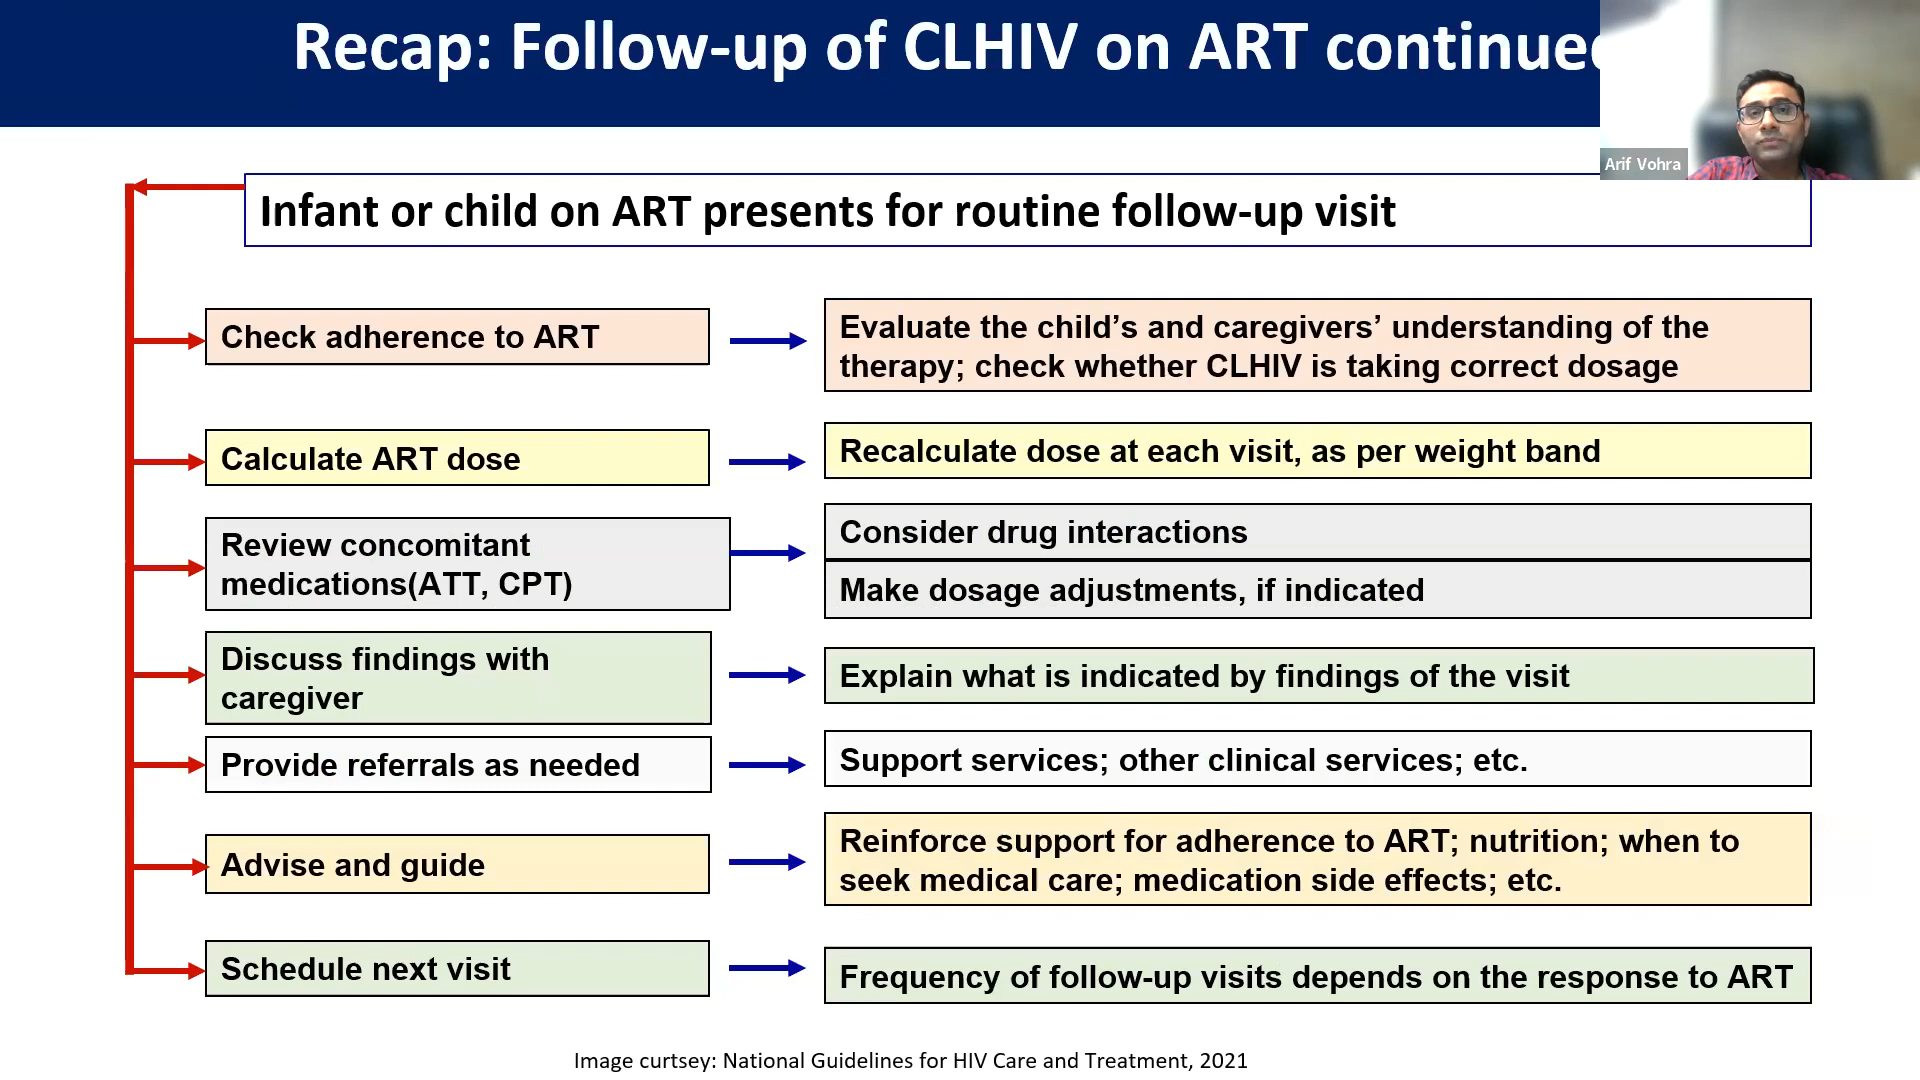 Recap: Follow-up of CLHIV on ART continued
Arif Vohra
Infant or child on ART presents for routine follow-up visit
Check adherence to ART
Evaluate the child’s and caregivers’ understanding of the
therapy; check whether CLHIV is taking correct dosage
Calculate ART dose
Recalculate dose at each visit, as per weight band
Review concomitant
medications(ATT, CPT)
Consider drug interactions
Make dosage adjustments, if indicated
Discuss findings with
caregiver
Explain what is indicated by findings of the visit
Provide referrals as needed
Support services; other clinical services; etc.
Advise and guide
Reinforce support for adherence to ART; nutrition; when to
seek medical care; medication side effects; etc.
Schedule next visit
Frequency of follow-up visits depends on the response to ART
Image curtsey: National Guidelines for HIV Care and Treatment, 2021